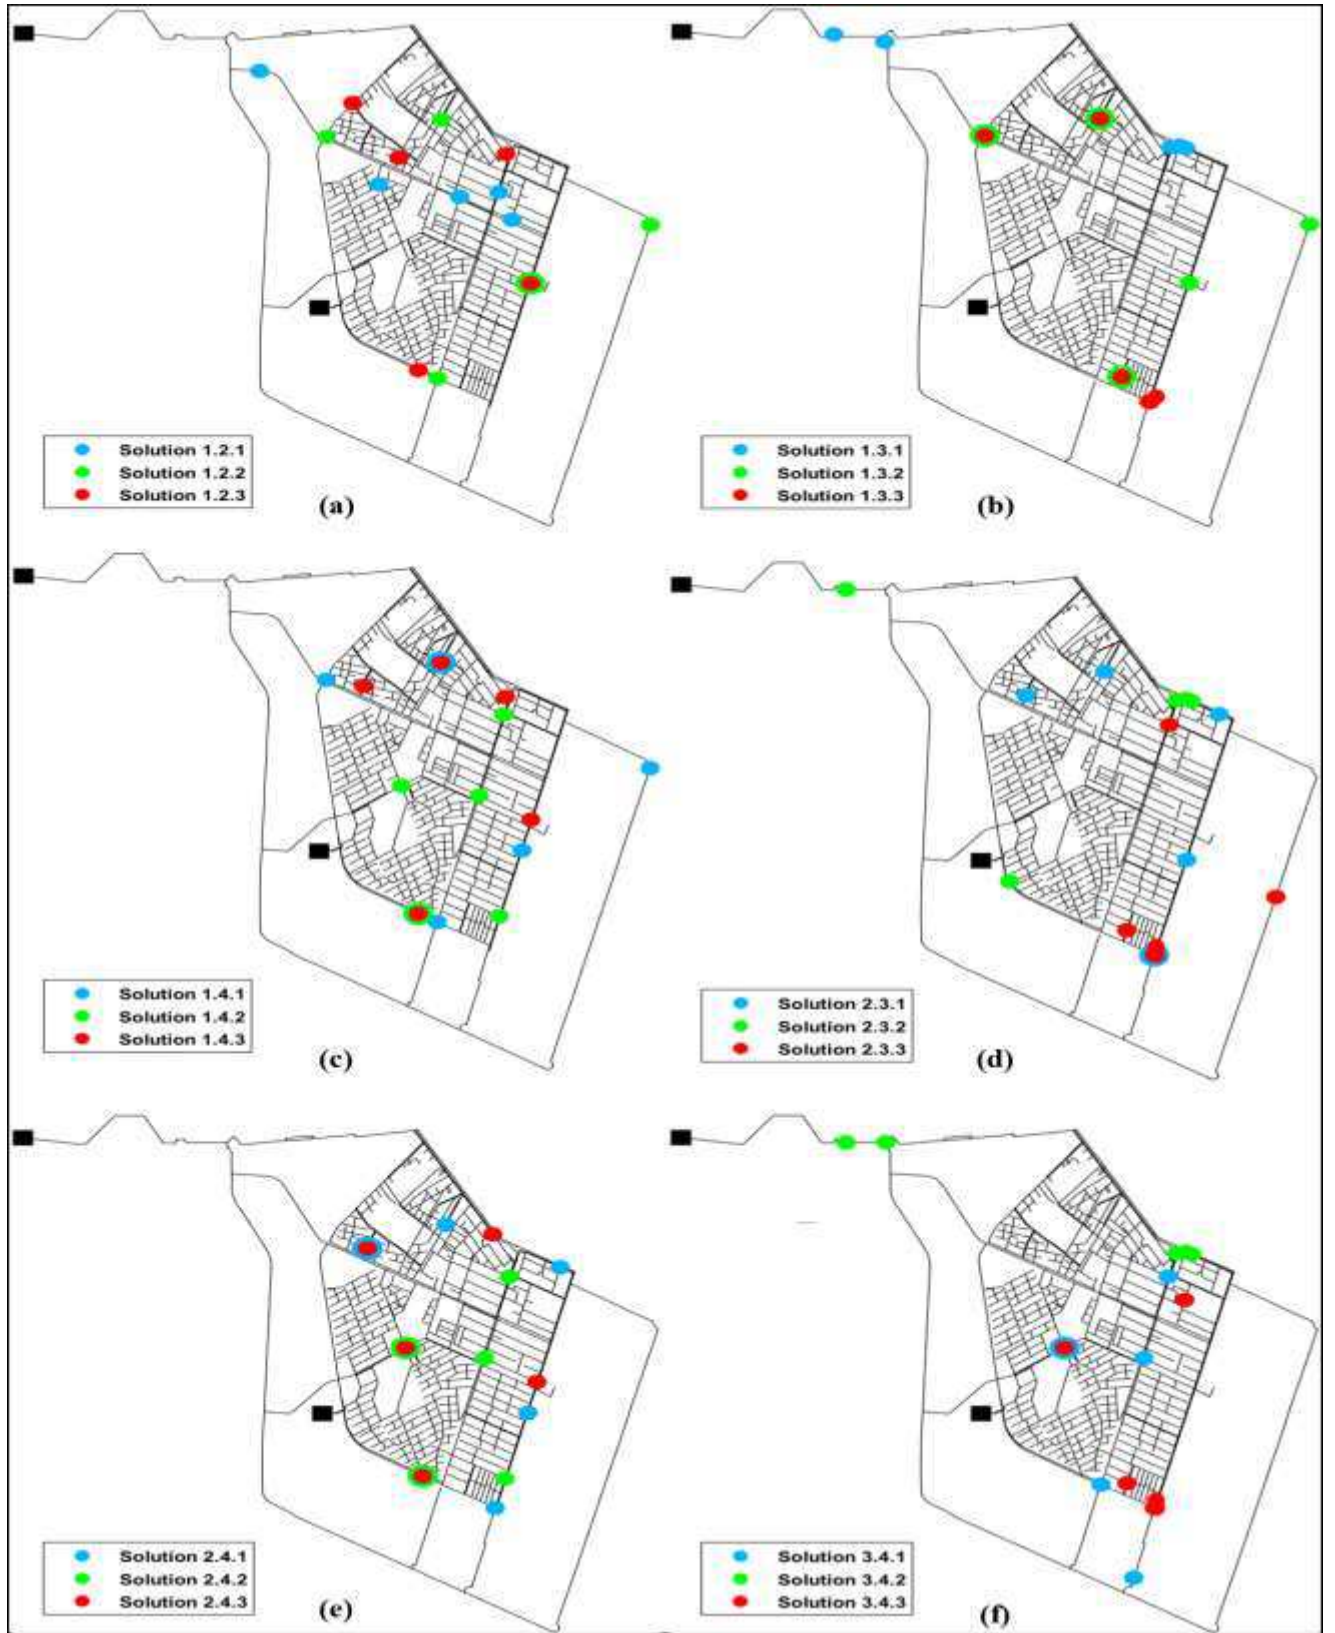 Solution 1.2.1
Solution 1.2.2
Solution 1.2.3
(a)
Solution 1.3.1
Solution 1.3.2
Solution 1.3.3
(b)
Solution 1.4.1
Solution 1.4.2
Solution 1.4.3
(c)
Solution 2.3.1
Solution 2.3.2
Solution 2.3.3
(d)
Solution 2.4.1
Solution 2.4.2
Solution 2.4.3
(e)
Solution 3.4.1
Solution 3.4.2
Solution 3.4.3
(f)